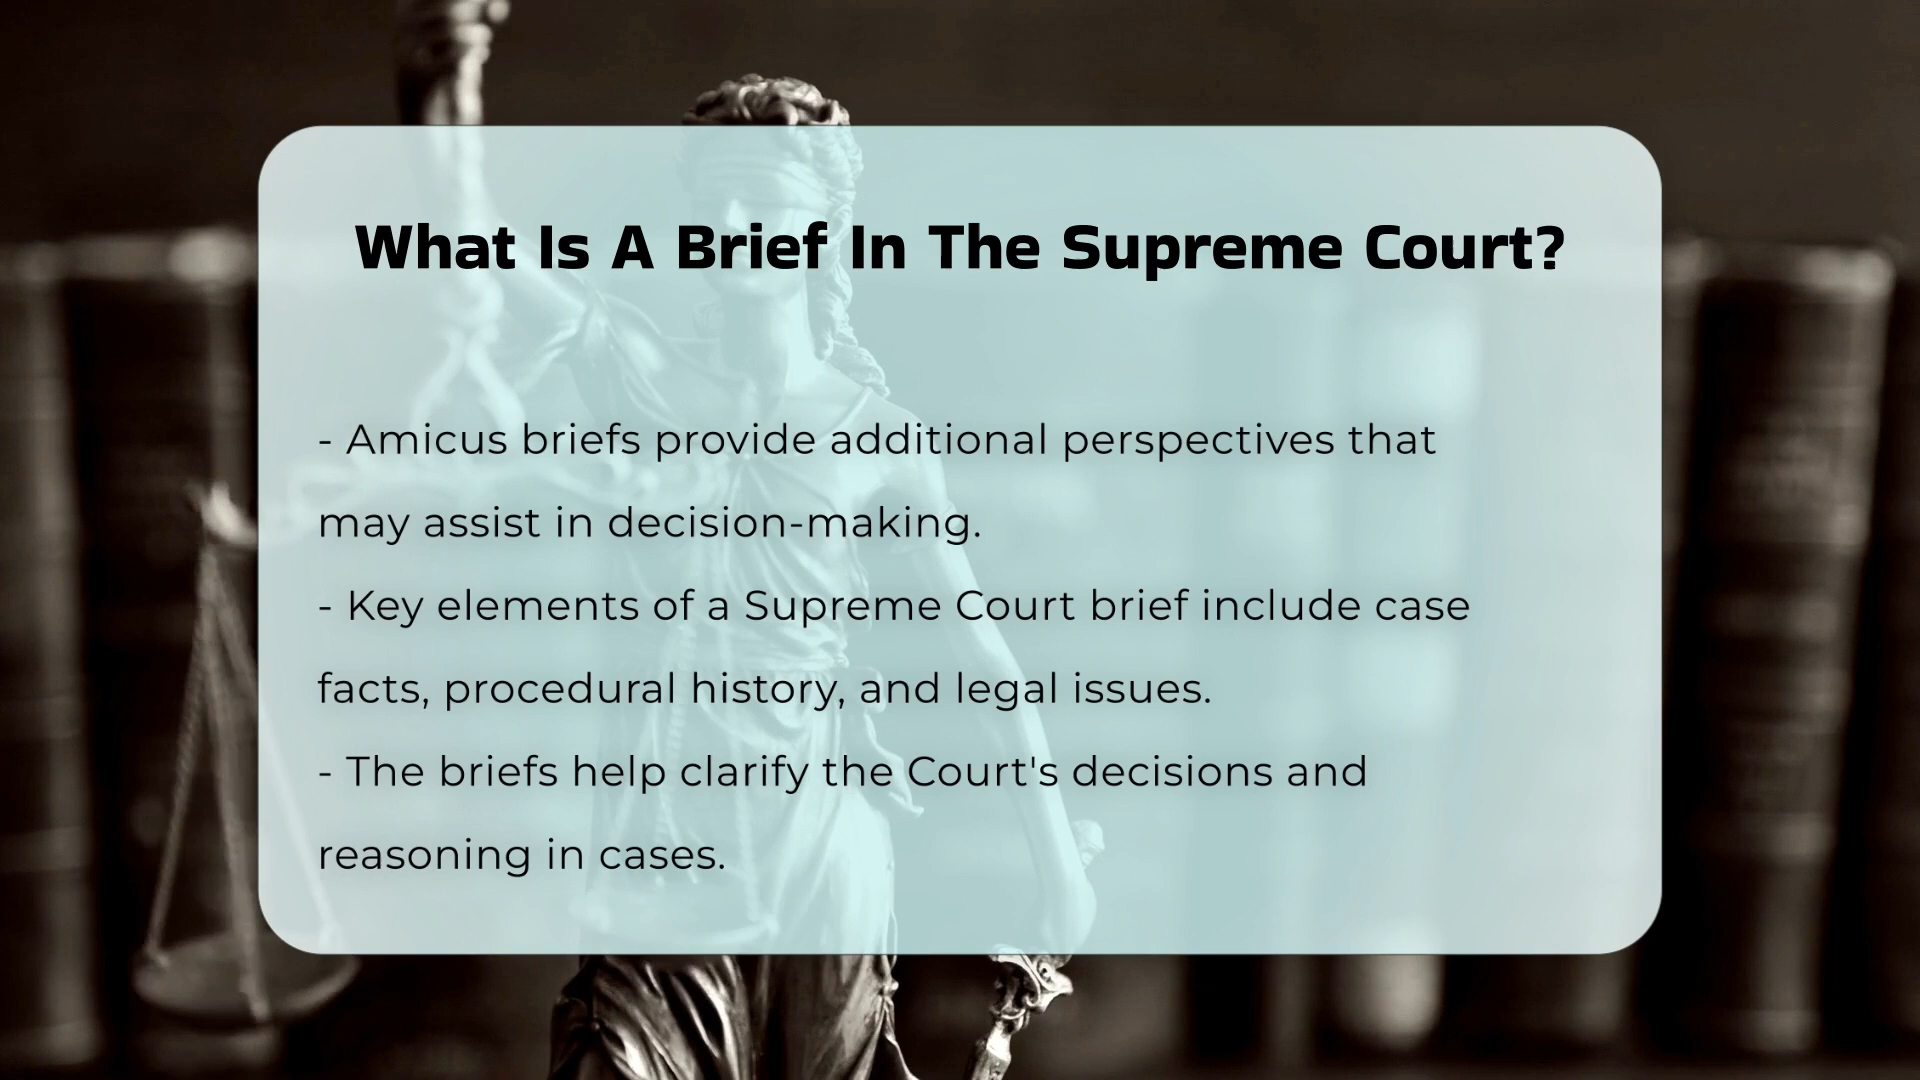 What Is A Brief In The Supreme Court?
- Amicus briefs provide additional perspectives that
may assist in decision-making.
- Key elements of a Supreme Court brief include case
facts, procedural history, and legal issues.
- The briefs help clarify the Court's decisions and
reasoning in cases.